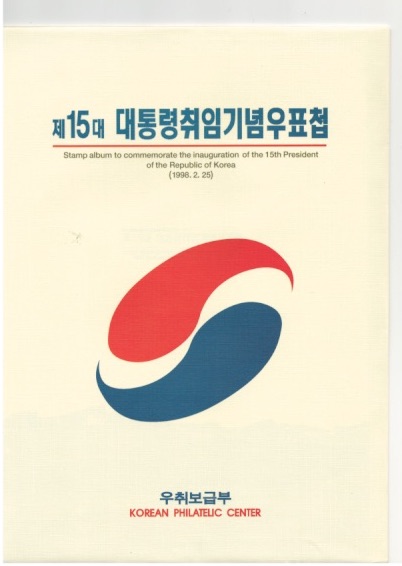 제15대 대통령취임기념우표첩
Stamp album to commemorate the inauguration of the 15th President
of the Republic of Korea
(1998. 2. 25)
우취보급부
KOREAN PHILATELIC CENTER